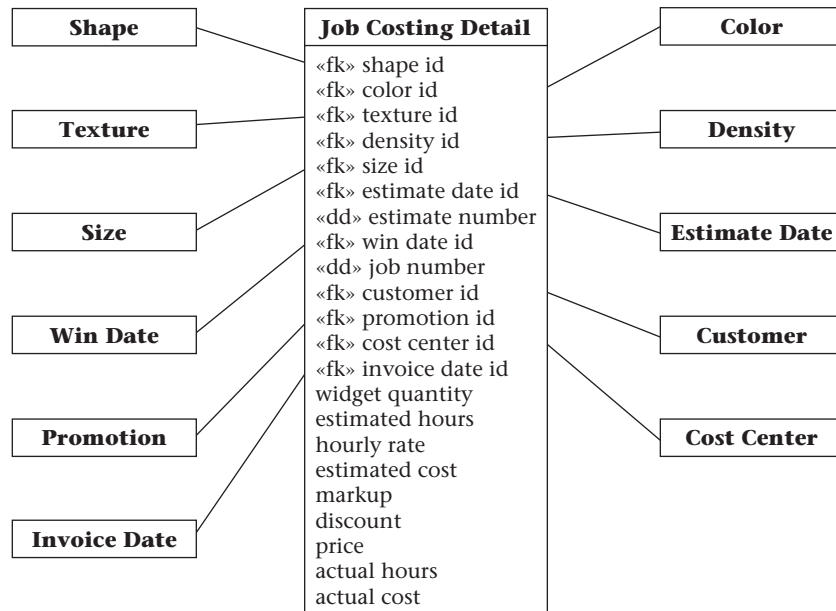 Shape
Texture
Size
Win Date
Promotion
Invoice Date
Job Costing Detail
«fk» shape id
«fk» color id
«fk» texture id
«fk» density id
«fk» size id
«fk» estimate date id
«dd» estimate number
«fk» win date id
«dd» job number
«fk» customer id
«fk» promotion id
«fk» cost center id
«fk» invoice date id
widget quantity
estimated hours
hourly rate
estimated cost
markup
discount
price
actual hours
actual cost
Color
Density
Estimate Date
Customer
Cost Center